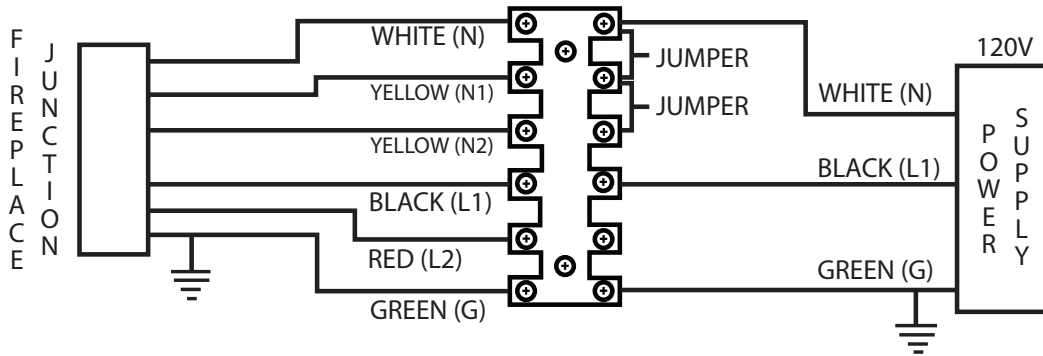 FIREPLACE
JUNCTION
WHITE (N)
YELLOW (N1)
YELLOW (N2)
BLACK (L1)
RED (L2)
GREEN (G)
JUMPER
JUMPER
120V
WHITE (N)
BLACK (L1)
GREEN (G)
POWER
SUPPLY